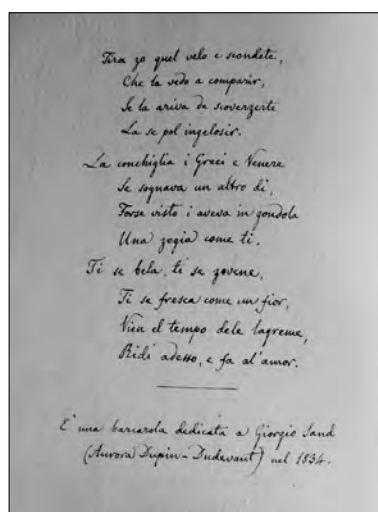 Tira zo quel velo e scondete,
Che la vedo a comparir,
Se la ariva da scoverzerte
La se pol ingelosir.
La conchiglia i Greci e Venere
Se sognava un altro dì,
Forse visto i aveva in gondola
Una zogia come ti.
Ti se bela, ti se zovene,
Ti se fresca come un fior,
Vien el tempo dele lagreme,
Ridi adesso, e fa al'amor.
E' una barcarola dedicata a Giorgio Sand
(Aurora Dupin-Dudevant) nel 1834.